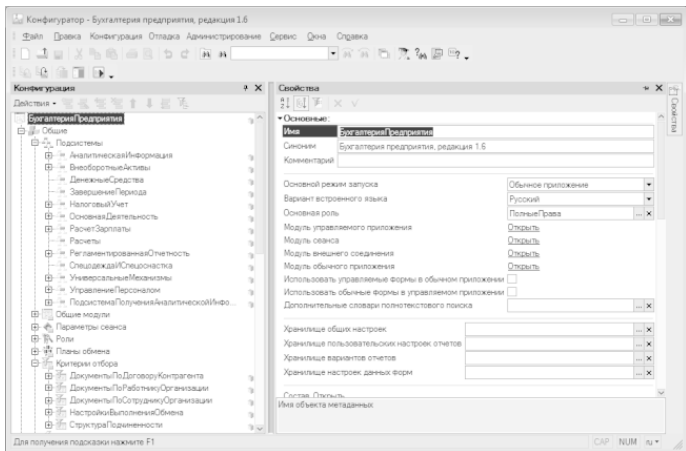 Конфигуратор - Бухгалтерия предприятия, редакция 1.6
Файл Правка Конфигурация Отладка Администрирование Сервис Окна Справка
Конфигурация
Действия
БухгалтерияПредприятия
Общие
Подсистемы
АналитическаяИнформация
ВнеоборотныеАктивы
ДенежныеСредства
ЗавершениеПериода
НалоговыйУчет
ОсновнаяДеятельность
РасчетЗарплаты
Расчеты
РегламентированнаяОтчетность
СпецодеждаИСпецоснастка
УниверсальныеМеханизмы
УправлениеПерсоналом
ПодсистемаПолученияАналитическойИнфо...
Общие модули
Параметры сеанса
Роли
Планы обмена
Критерии отбора
ДокументыПоДоговоруКонтрагента
ДокументыПоРаботникуОрганизации
ДокументыПоСотрудникуОрганизации
НастройкиВыполненияОбмена
СтруктураПодчиненности
Свойства
Основные:
Имя БухгалтерияПредприятия
Синоним Бухгалтерия предприятия, редакция 1.6
Комментарий
Основной режим запуска Обычное приложение
Вариант встроенного языка Русский
Основная роль ПолныеПрава
Модуль управляемого приложения Открыть
Модуль сеанса Открыть
Модуль внешнего соединения Открыть
Модуль обычного приложения Открыть
Использовать управляемые формы в обычном приложении
Использовать обычные формы в управляемом приложении
Дополнительные словари полнотекстового поиска
Хранилище общих настроек
Хранилище пользовательских настроек отчетов
Хранилище вариантов отчетов
Хранилище настроек данных форм
Состав Открыть
Имя объекта метаданных
Свойства
Для получения подсказки нажмите F1
CAP NUM ru